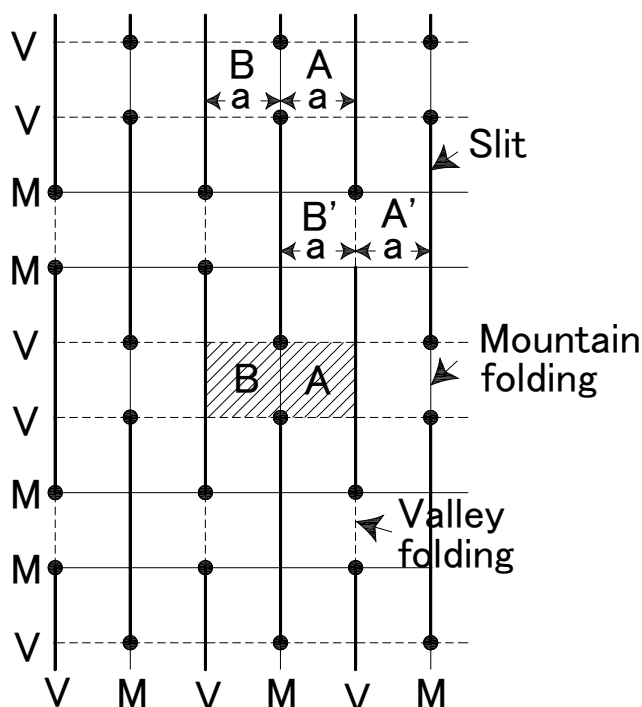 V
B A
a a
V
Slit
M
B' A'
a a
M
V
Mountain
folding
B A
V
M
Valley
folding
M
V
V M V M V M